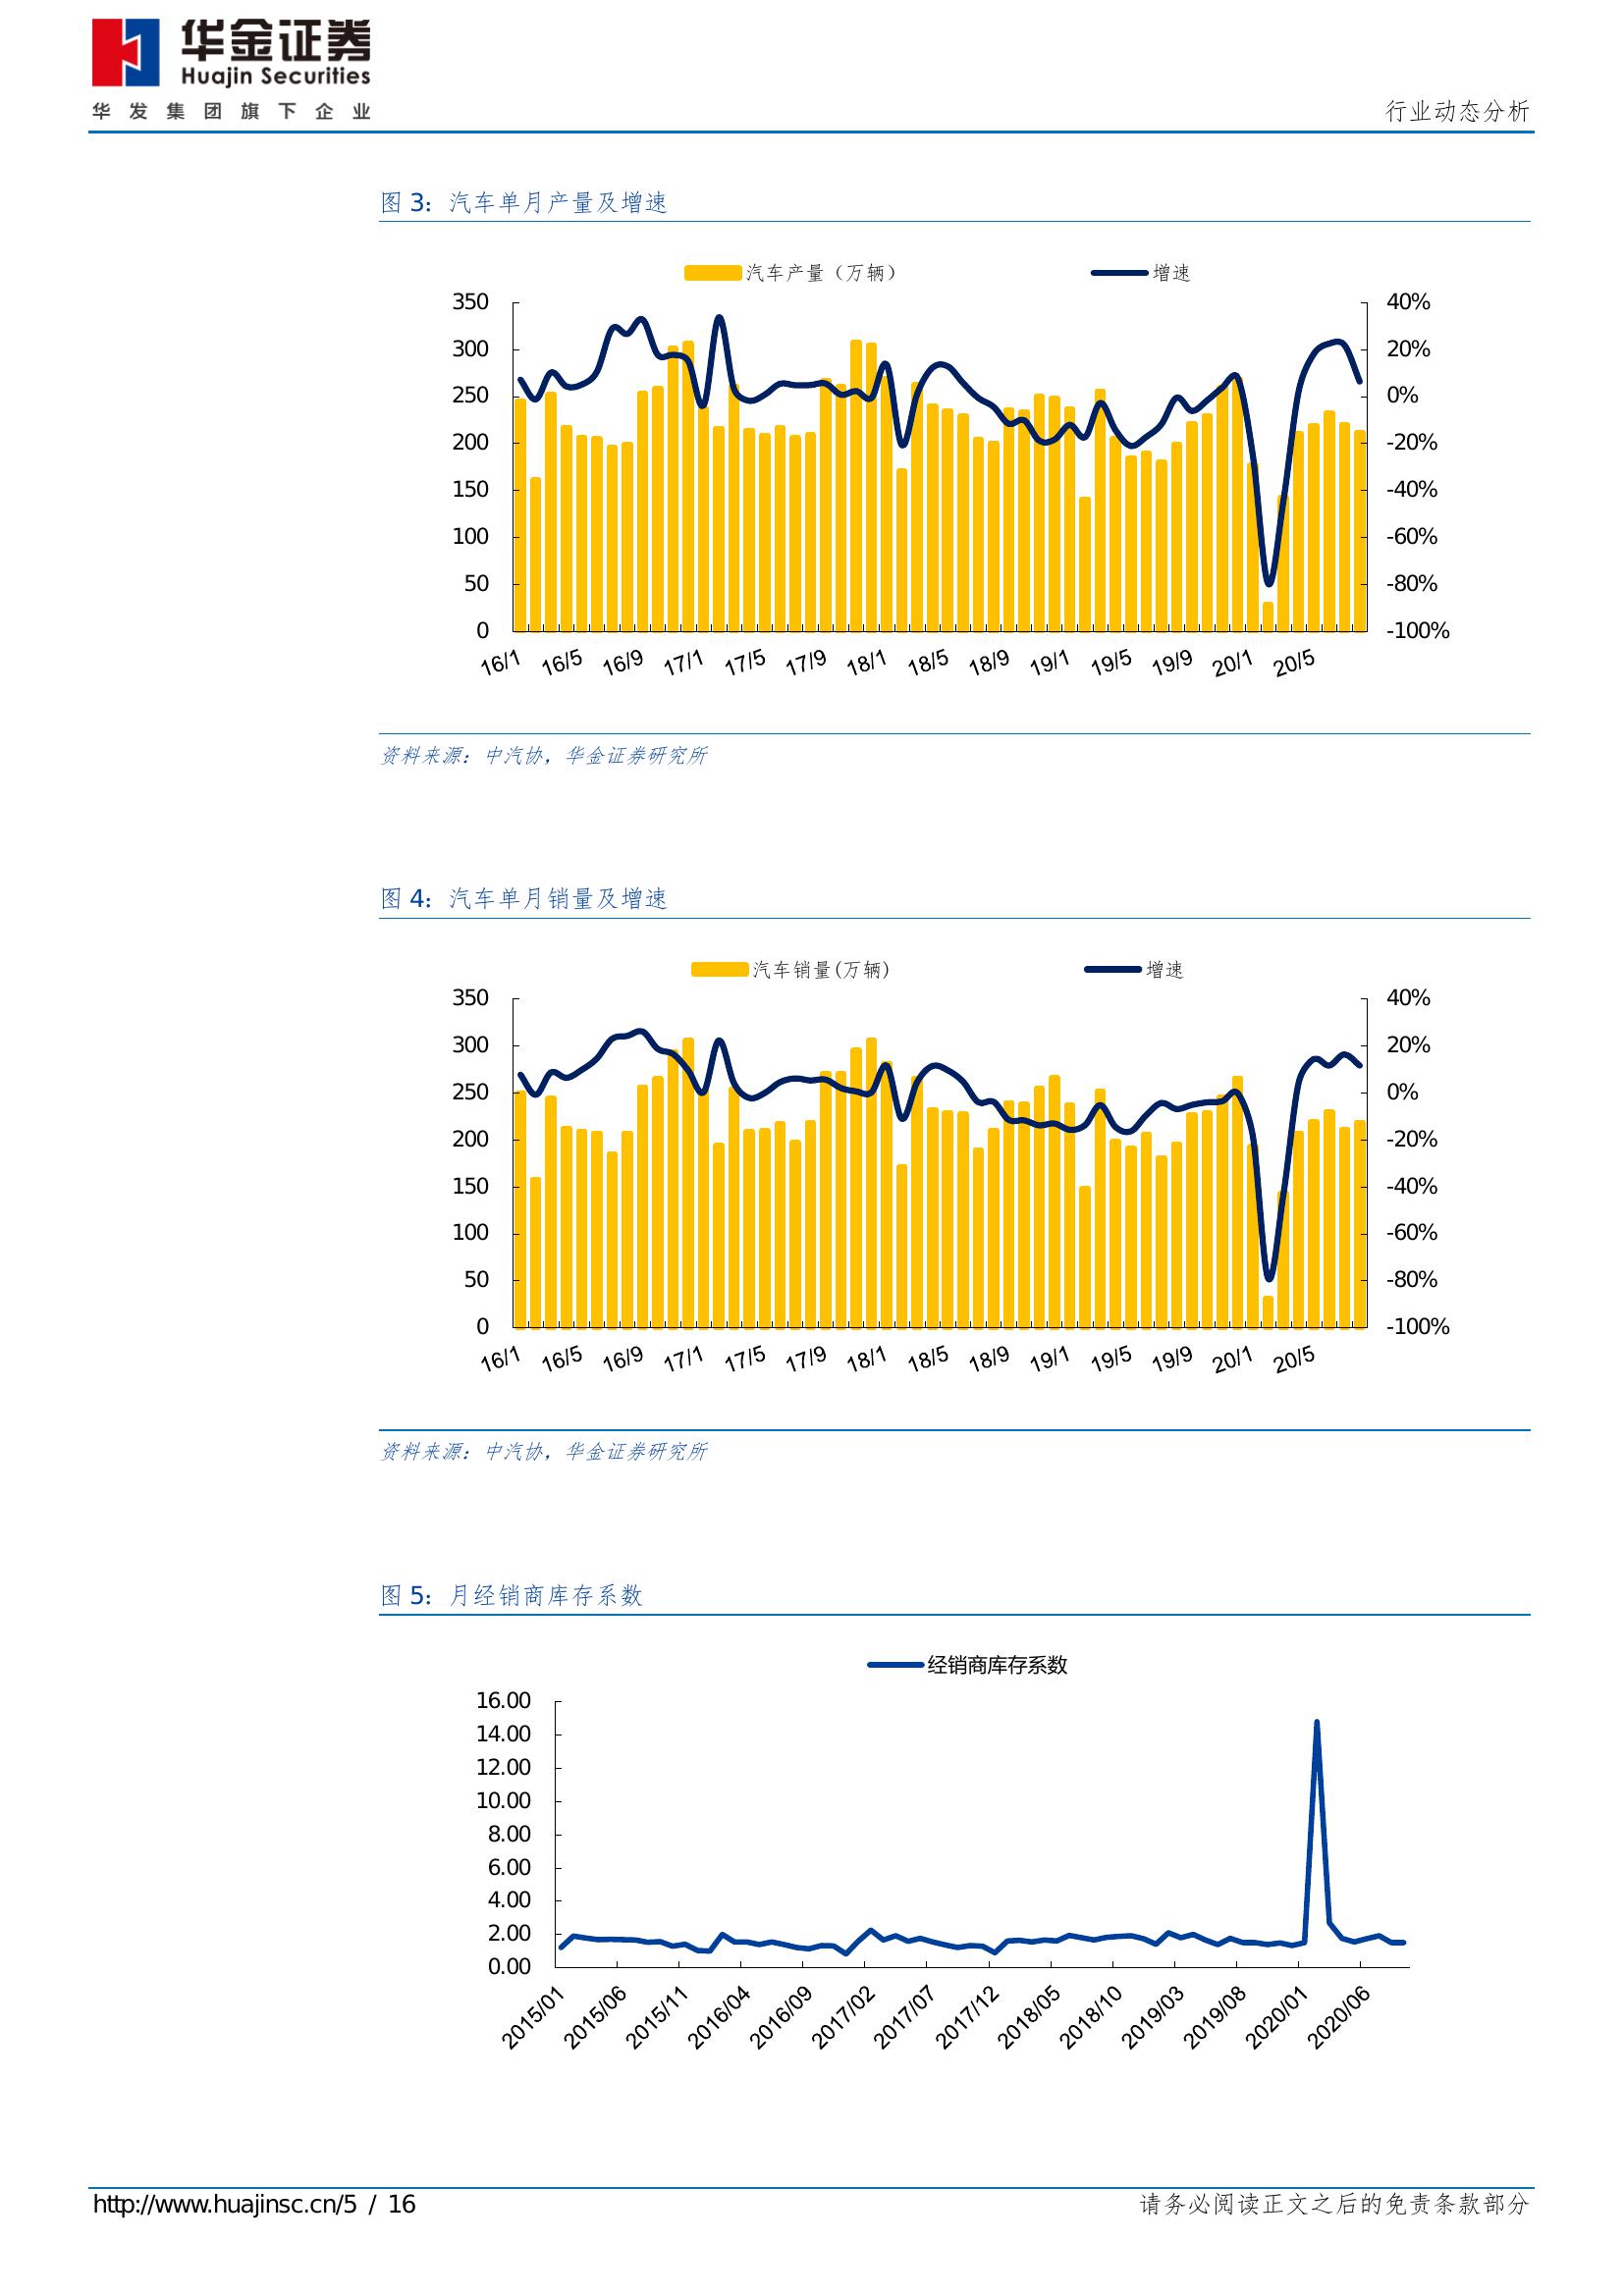 华金证券
Huajin Securities
华发集团旗下企业
行业动态分析
图 3：汽车单月产量及增速
汽车产量（万辆） 增速
350 40%
300 20%
250 0%
200 -20%
150 -40%
100 -60%
50 -80%
0 -100%
16/1 16/5 16/9 17/1 17/5 17/9 18/1 18/5 18/9 19/1 19/5 19/9 20/1 20/5
资料来源：中汽协，华金证券研究所
图 4：汽车单月销量及增速
汽车销量(万辆) 增速
350 40%
300 20%
250 0%
200 -20%
150 -40%
100 -60%
50 -80%
0 -100%
16/1 16/5 16/9 17/1 17/5 17/9 18/1 18/5 18/9 19/1 19/5 19/9 20/1 20/5
资料来源：中汽协，华金证券研究所
图 5：月经销商库存系数
经销商库存系数
16.00
14.00
12.00
10.00
8.00
6.00
4.00
2.00
0.00
2015/01 2015/06 2015/11 2016/04 2016/09 2017/02 2017/07 2017/12 2018/05 2018/10 2019/03 2019/08 2020/01 2020/06
http://www.huajinsc.cn/5 / 16 请务必阅读正文之后的免责条款部分